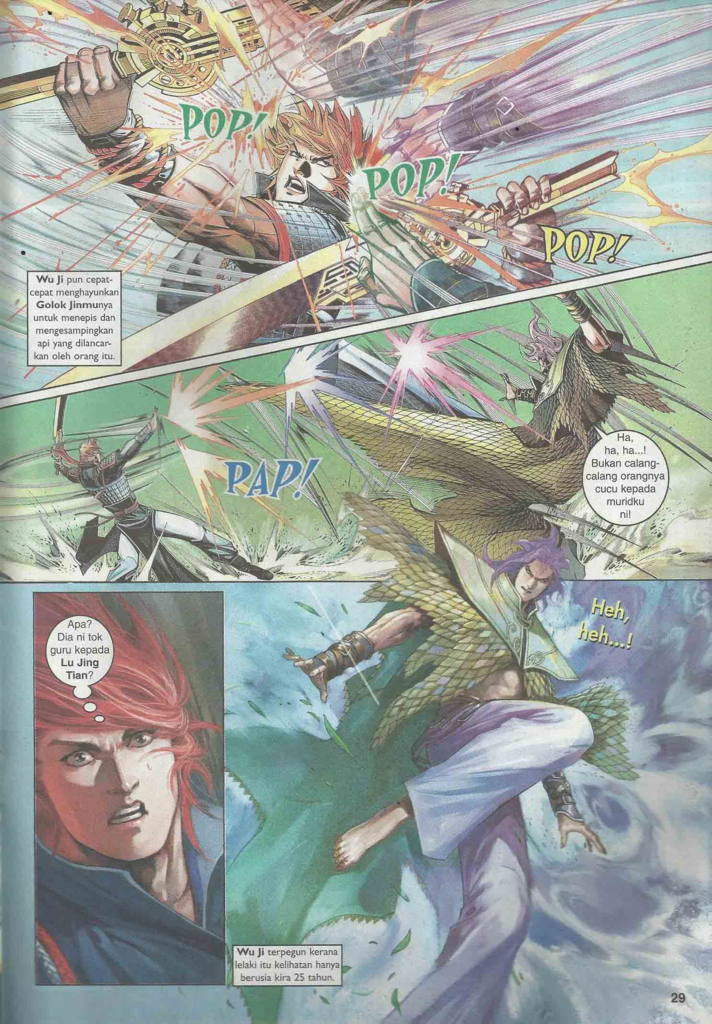 POP!
POP!
POP!
Wu Ji pun cepat-
cepat menghayunkan
Golok Jinmunya
untuk menepis dan
mengesampingkan
api yang dilancar-
kan oleh orang itu.
PAP!
Ha,
ha, ha...!
Bukan calang-
calang orangnya
cucu kepada
muridku
ni!
Apa?
Dia ni tok
guru kepada
Lu Jing
Tian?
Heh,
heh...!
Wu Ji terpegun kerana
lelaki itu kelihatan hanya
berusia kira 25 tahun.
29